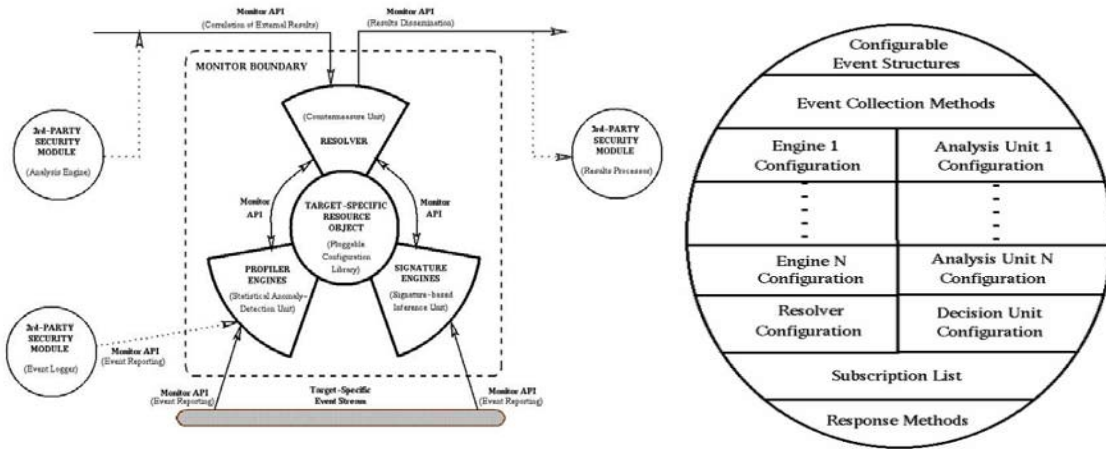 Monitor API
(Correlation of External Results)
Monitor API
(Results Dissemination)
MONITOR BOUNDARY
(Countermeasure Unit)
RESOLVER
3rd-PARTY
SECURITY
MODULE
(Analysis Engine)
3rd-PARTY
SECURITY
MODULE
(Results Processor)
Monitor
API
Monitor
API
TARGET-SPECIFIC
RESOURCE
OBJECT
(Pluggable
Configuration
Library)
PROFILER
ENGINES
(Statistical Anomaly-
Detection Unit)
SIGNATURE
ENGINES
(Signature-based
Inference Unit)
3rd-PARTY
SECURITY
MODULE
(Event Logger)
Monitor API
(Event Reporting)
Monitor API
(Event Reporting)
Target-Specific
Event Stream
Monitor API
(Event Reporting)
Configurable
Event Structures
Event Collection Methods
Engine 1
Configuration
Analysis Unit 1
Configuration
Engine N
Configuration
Analysis Unit N
Configuration
Resolver
Configuration
Decision Unit
Configuration
Subscription List
Response Methods